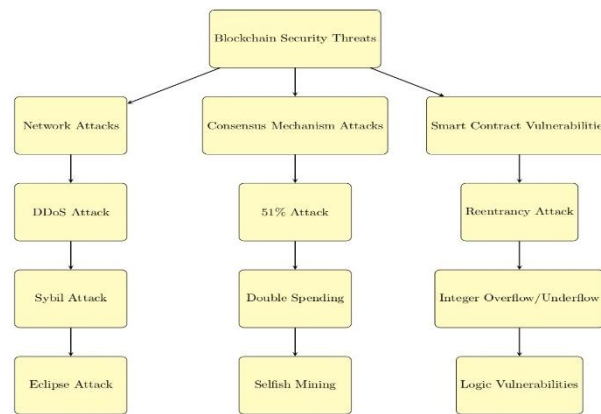 Blockchain Security Threats
Network Attacks
Consensus Mechanism Attacks
Smart Contract Vulnerabilities
DDoS Attack
51% Attack
Reentrancy Attack
Sybil Attack
Double Spending
Integer Overflow/Underflow
Eclipse Attack
Selfish Mining
Logic Vulnerabilities